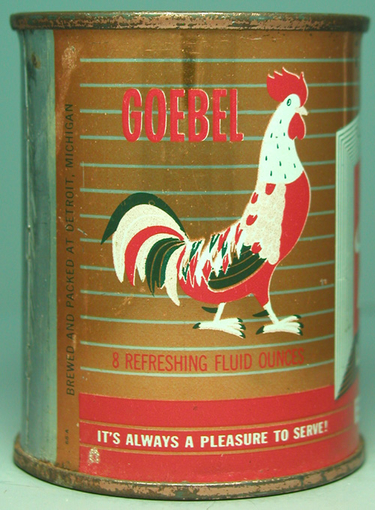 GOEBEL
8 REFRESHING FLUID OUNCES
IT'S ALWAYS A PLEASURE TO SERVE!
BREWED AND PACKED AT DETROIT, MICHIGAN